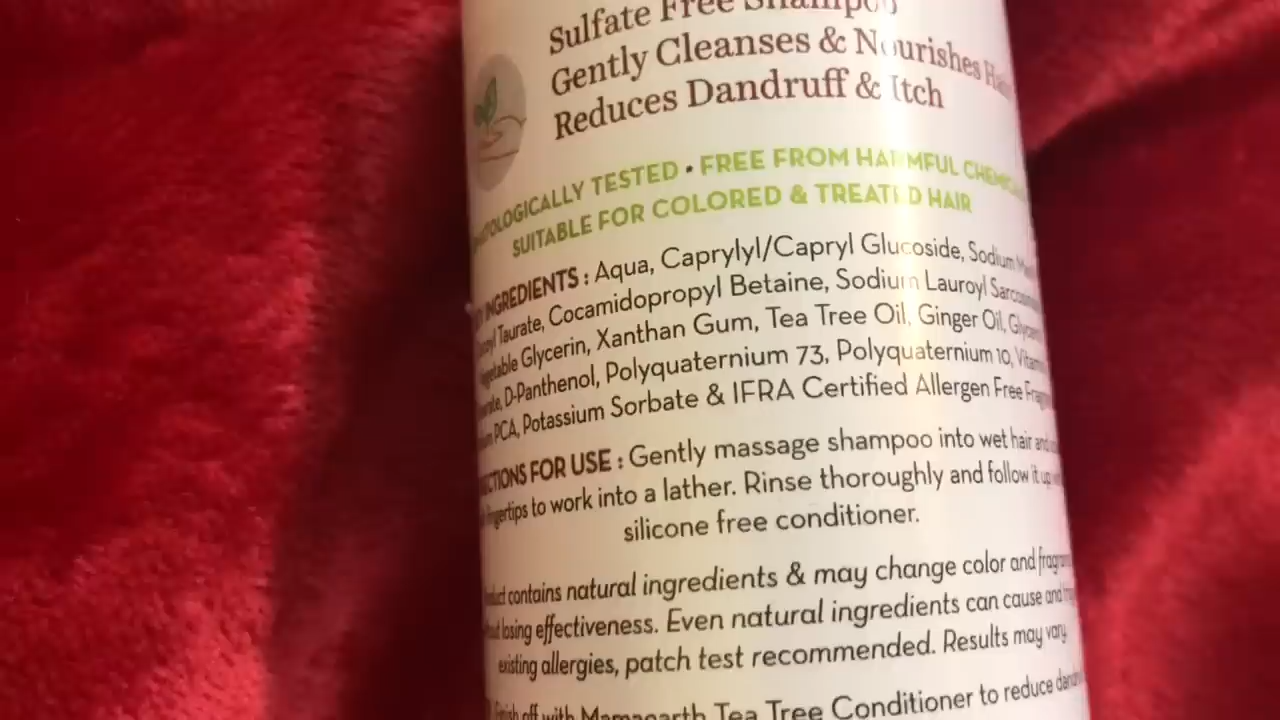 Sulfate Free Shampoo
Gently Cleanses & Nourishes Hair
Reduces Dandruff & Itch
TESTED • FREE FROM HARMFUL
SUITABLE FOR COLORED & TREATED HAIR
INGREDIENTS : Aqua, Caprylyl/Capryl Glucoside, Sodium
Taurate, Cocamidopropyl Betaine, Sodium Lauroyl
Glycerin, Xanthan Gum, Tea Tree Oil, Ginger Oil,
D-Panthenol, Polyquaternium 73, Polyquaternium 10,
PCA, Potassium Sorbate & IFRA Certified Allergen Free
FOR USE : Gently massage shampoo into wet hair
to work into a lather. Rinse thoroughly and follow it up
silicone free conditioner.
contains natural ingredients & may change color and
losing effectiveness. Even natural ingredients can cause and
existing allergies, patch test recommended. Results may vary.
off with Mamaearth Tea Tree Conditioner to reduce